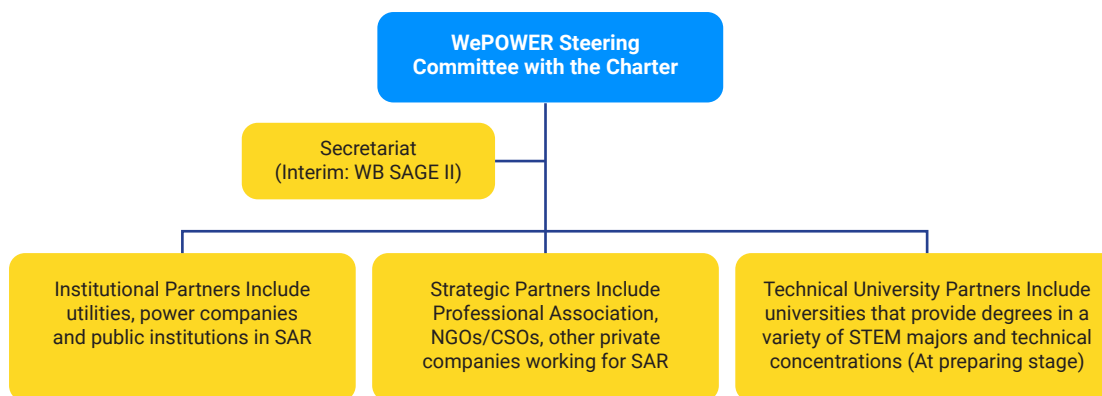 WePOWER Steering
Committee with the Charter
Secretariat
(Interim: WB SAGE II)
Institutional Partners Include
utilities, power companies
and public institutions in SAR
Strategic Partners Include
Professional Association,
NGOs/CSOs, other private
companies working for SAR
Technical University Partners Include
universities that provide degrees in a
variety of STEM majors and technical
concentrations (At preparing stage)